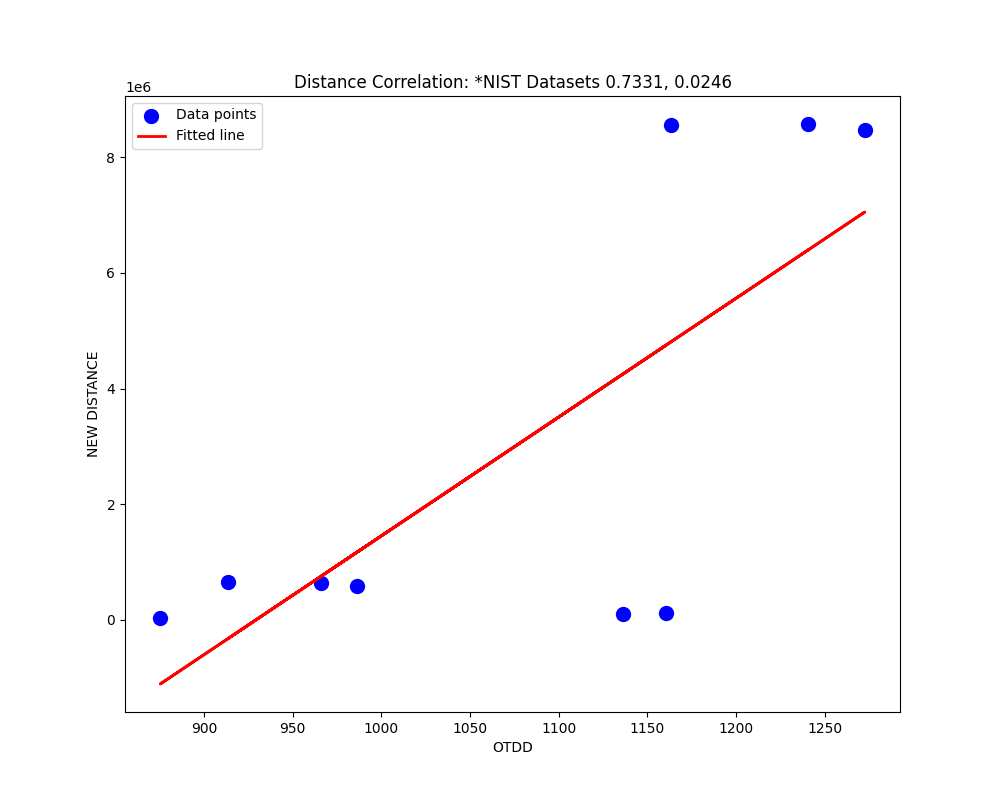 Distance Correlation: *NIST Datasets 0.7331, 0.0246
1e6
Data points
Fitted line
8
6
4
2
0
NEW DISTANCE
900 950 1000 1050 1100 1150 1200 1250
OTDD